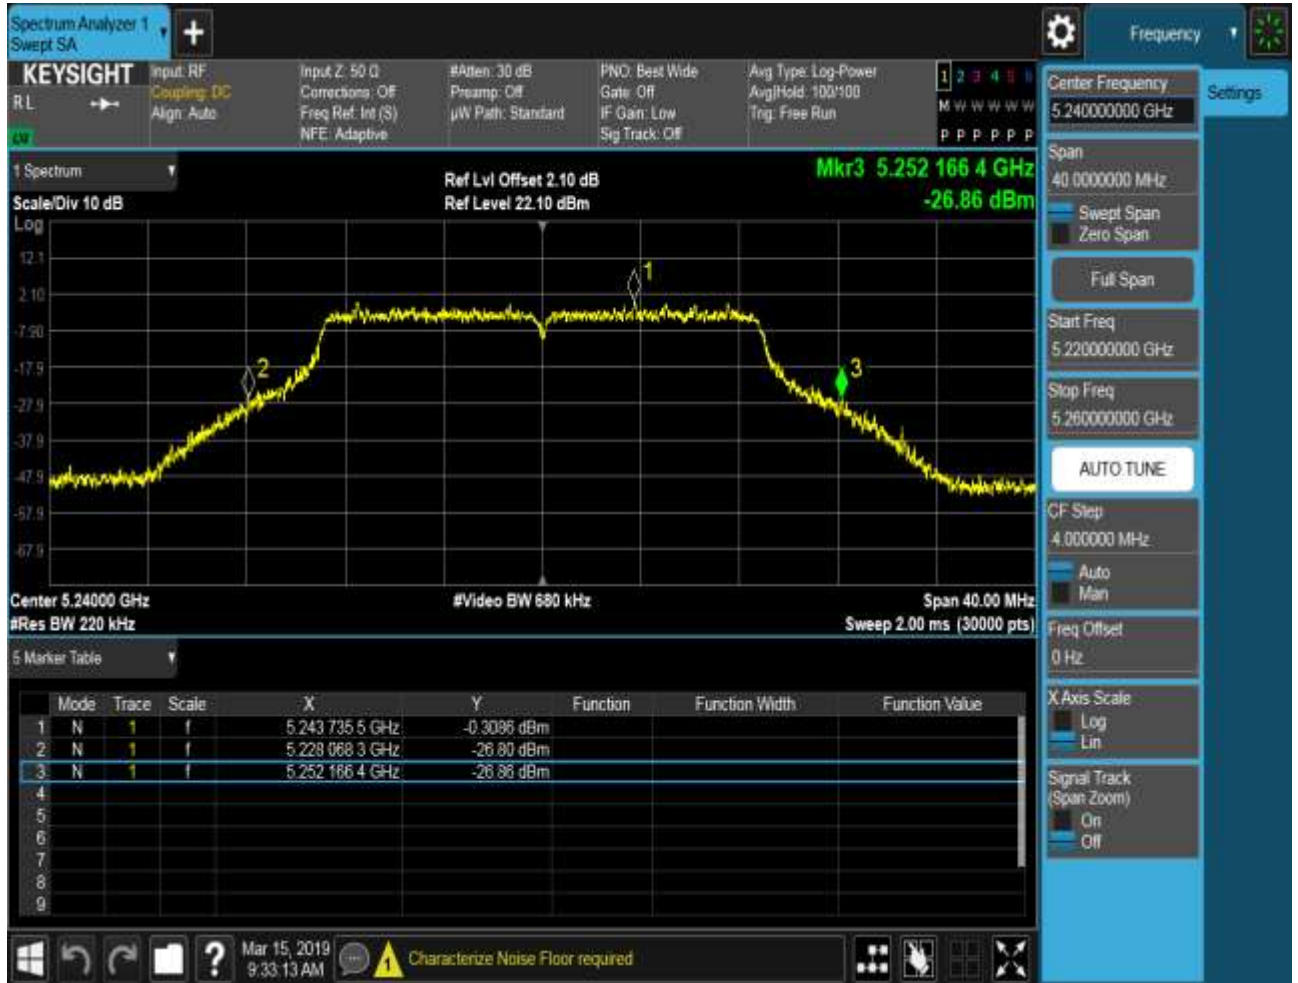 Spectrum Analyzer 1
Swept SA
Frequency
KEYSIGHT
RL
Input: RF
Coupling: DC
Align: Auto
Input Z: 50 Ω
Corrections: Off
Freq Ref: Int (S)
NFE: Adaptive
#Atten: 30 dB
Preamp: Off
µW Path: Standard
PNO: Best Wide
Gate: Off
IF Gain: Low
Sig Track: Off
Avg Type: Log-Power
Avg|Hold: 100/100
Trig: Free Run
1 2 3 4 5 6
M W W W W W
P P P P P P
1 Spectrum
Scale/Div 10 dB
Ref Lvl Offset 2.10 dB
Ref Level 22.10 dBm
Mkr3 5.252 166 4 GHz
-26.86 dBm
Log
12.1
2.10
-7.90
-17.9
-27.9
-37.9
-47.9
-57.9
-67.9
1
2
3
Center 5.24000 GHz
#Res BW 220 kHz
#Video BW 680 kHz
Span 40.00 MHz
Sweep 2.00 ms (30000 pts)
5 Marker Table
Mode Trace Scale X Y Function Function Width Function Value
1 N 1 f 5.243 735 5 GHz -0.3086 dBm
2 N 1 f 5.228 068 3 GHz -26.80 dBm
3 N 1 f 5.252 166 4 GHz -26.86 dBm
4
5
6
7
8
9
Mar 15, 2019
9:33:13 AM
1
Characterize Noise Floor required
Center Frequency
5.240000000 GHz
Settings
Span
40.0000000 MHz
Swept Span
Zero Span
Full Span
Start Freq
5.220000000 GHz
Stop Freq
5.260000000 GHz
AUTO TUNE
CF Step
4.000000 MHz
Auto
Man
Freq Offset
0 Hz
X Axis Scale
Log
Lin
Signal Track
(Span Zoom)
On
Off